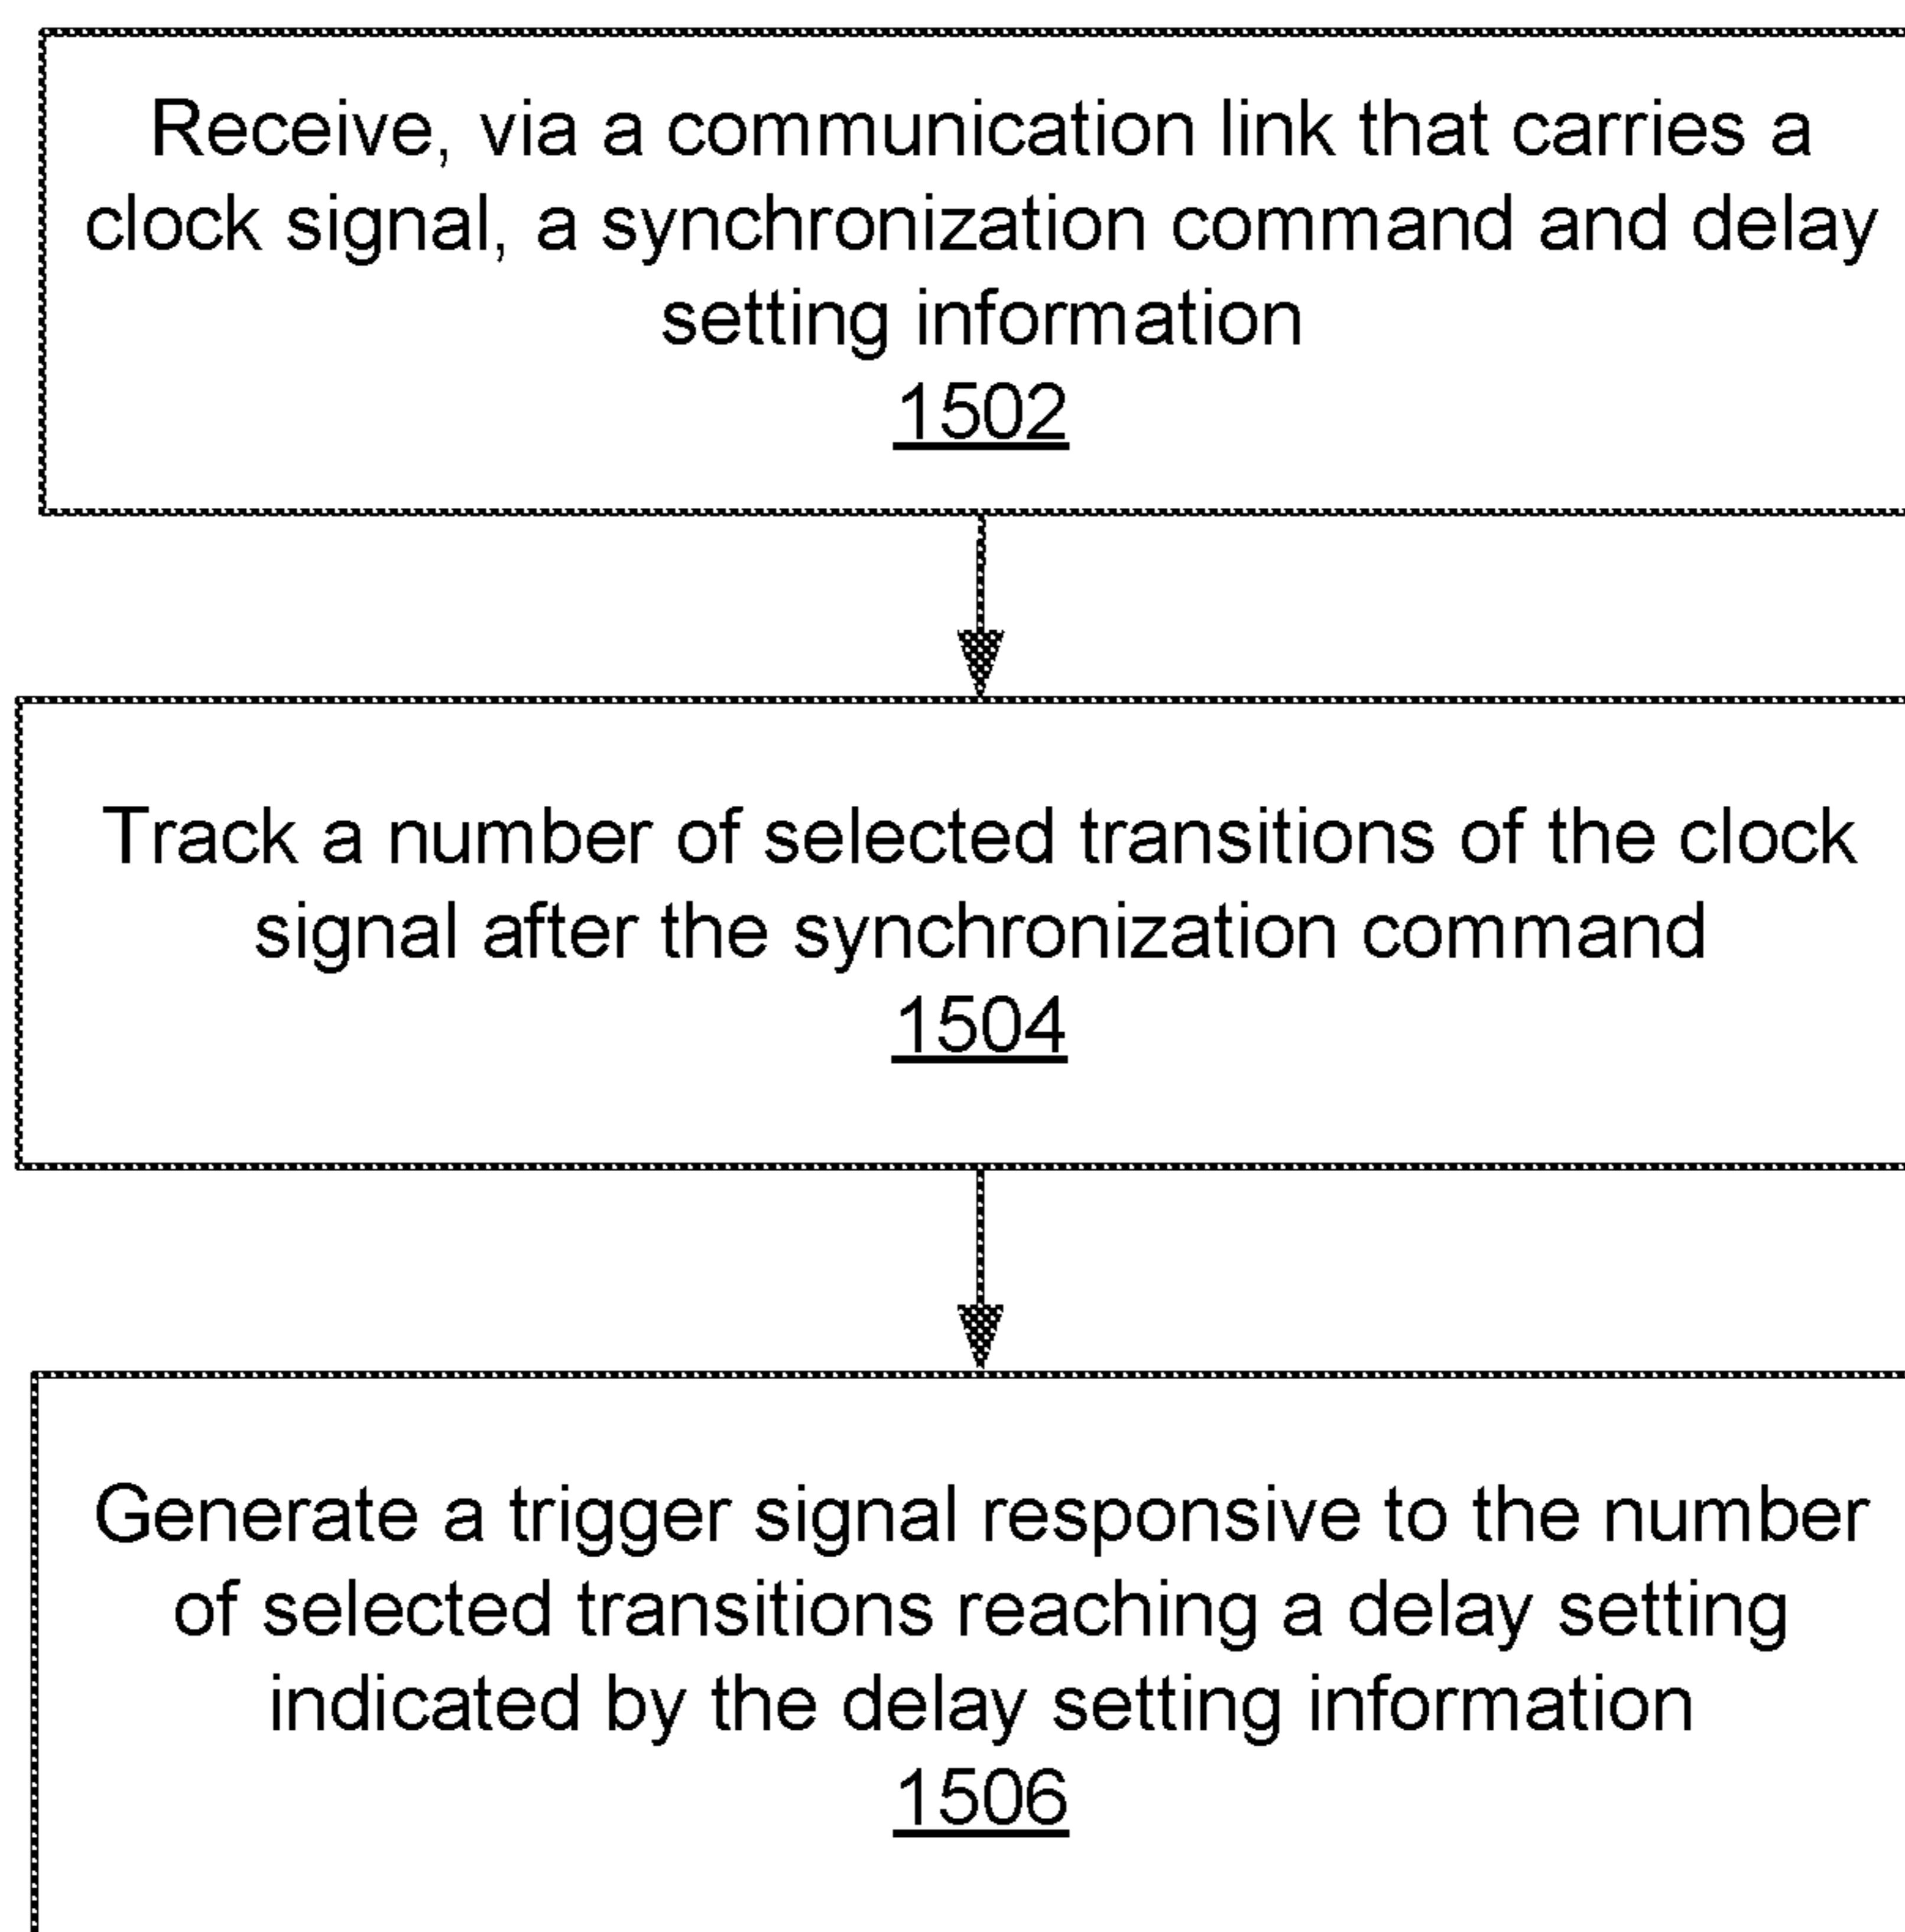 Receive, via a communication link that carries a
clock signal, a synchronization command and delay
setting information
1502
Track a number of selected transitions of the clock
signal after the synchronization command
1504
Generate a trigger signal responsive to the number
of selected transitions reaching a delay setting
indicated by the delay setting information
1506